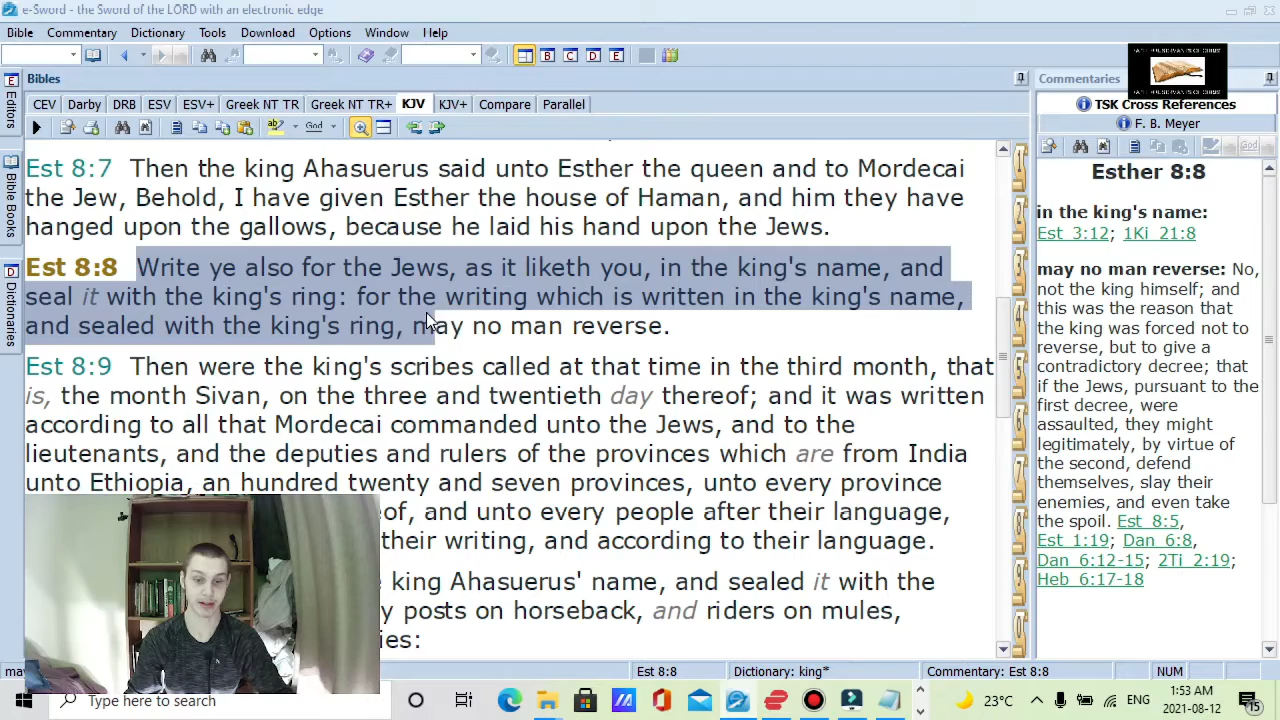 e-Sword - the Sword of the LORD with an electronic edge
Bible Commentary Dictionary Tools Download Options Window Help
B C D E
Bibles
CEV Darby DRB ESV ESV+ Greek NT TR Greek NT TR+ KJV KJV+ Compare Parallel
God
Est 8:7 Then the king Ahasuerus said unto Esther the queen and to Mordecai
the Jew, Behold, I have given Esther the house of Haman, and him they have
hanged upon the gallows, because he laid his hand upon the Jews.
Est 8:8 Write ye also for the Jews, as it liketh you, in the king's name, and
seal it with the king's ring: for the writing which is written in the king's name,
and sealed with the king's ring, may no man reverse.
Est 8:9 Then were the king's scribes called at that time in the third month, that
is, the month Sivan, on the three and twentieth day thereof; and it was written
according to all that Mordecai commanded unto the Jews, and to the
lieutenants, and the deputies and rulers of the provinces which are from India
unto Ethiopia, an hundred twenty and seven provinces, unto every province
of, and unto every people after their language,
their writing, and according to their language.
king Ahasuerus' name, and sealed it with the
posts on horseback, and riders on mules,
Editors
Bible Books
Dictionaries
Commentaries
TSK Cross References
F. B. Meyer
God
Esther 8:8
in the king's name:
Est_3:12; 1Ki_21:8
may no man reverse: No,
not the king himself; and
this was the reason that
the king was forced not to
reverse, but to give a
contradictory decree; that
if the Jews, pursuant to the
first decree, were
assaulted, they might
legitimately, by virtue of
the second, defend
themselves, slay their
enemies, and even take
the spoil. Est_8:5,
Est_1:19; Dan_6:8,
Dan_6:12-15; 2Ti_2:19;
Heb_6:17-18
Est 8:8 Dictionary: king* Commentary: Est 8:8 NUM
Type here to search
23°C ENG 1:53 AM
2021-08-12 15